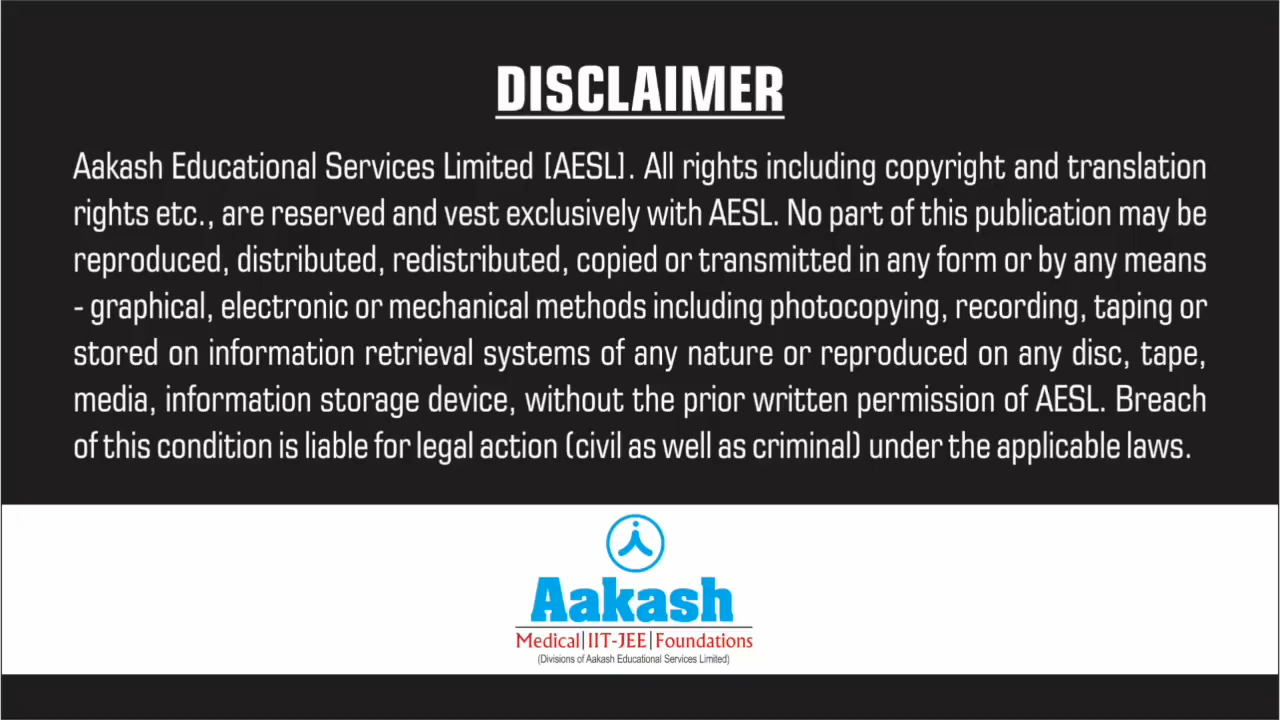 DISCLAIMER
Aakash Educational Services Limited [AESL]. All rights including copyright and translation
rights etc., are reserved and vest exclusively with AESL. No part of this publication may be
reproduced, distributed, redistributed, copied or transmitted in any form or by any means
- graphical, electronic or mechanical methods including photocopying, recording, taping or
stored on information retrieval systems of any nature or reproduced on any disc, tape,
media, information storage device, without the prior written permission of AESL. Breach
of this condition is liable for legal action (civil as well as criminal) under the applicable laws.
Aakash
Medical|IIT-JEE|Foundations
(Divisions of Aakash Educational Services Limited)